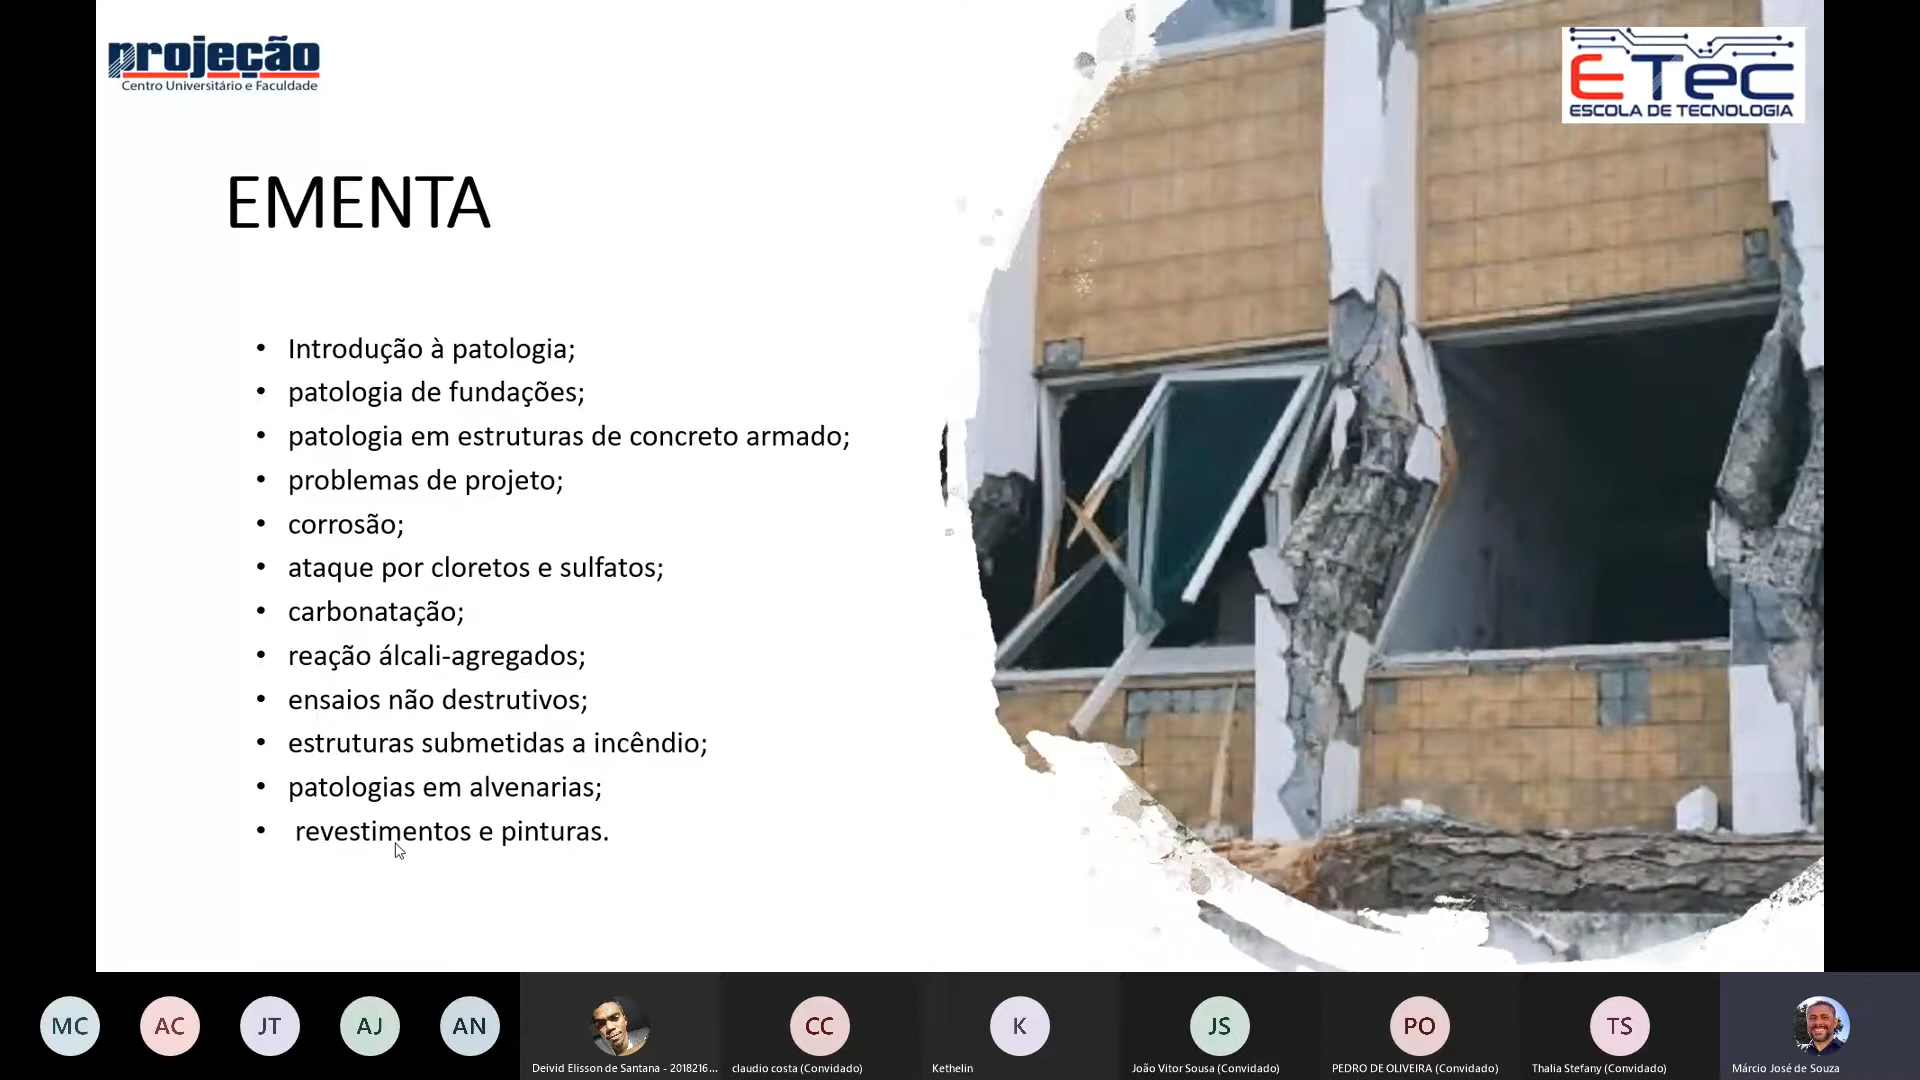 projeção
Centro Universitário e Faculdade
ETec
ESCOLA DE TECNOLOGIA
EMENTA
• Introdução à patologia;
• patologia de fundações;
• patologia em estruturas de concreto armado;
• problemas de projeto;
• corrosão;
• ataque por cloretos e sulfatos;
• carbonatação;
• reação álcali-agregados;
• ensaios não destrutivos;
• estruturas submetidas a incêndio;
• patologias em alvenarias;
• revestimentos e pinturas.
MC
AC
JT
AJ
AN
CC
K
JS
PO
TS
Deivid Elisson de Santana - 2018216...
claudio costa (Convidado)
Kethelin
João Vitor Sousa (Convidado)
PEDRO DE OLIVEIRA (Convidado)
Thalia Stefany (Convidado)
Márcio José de Souza